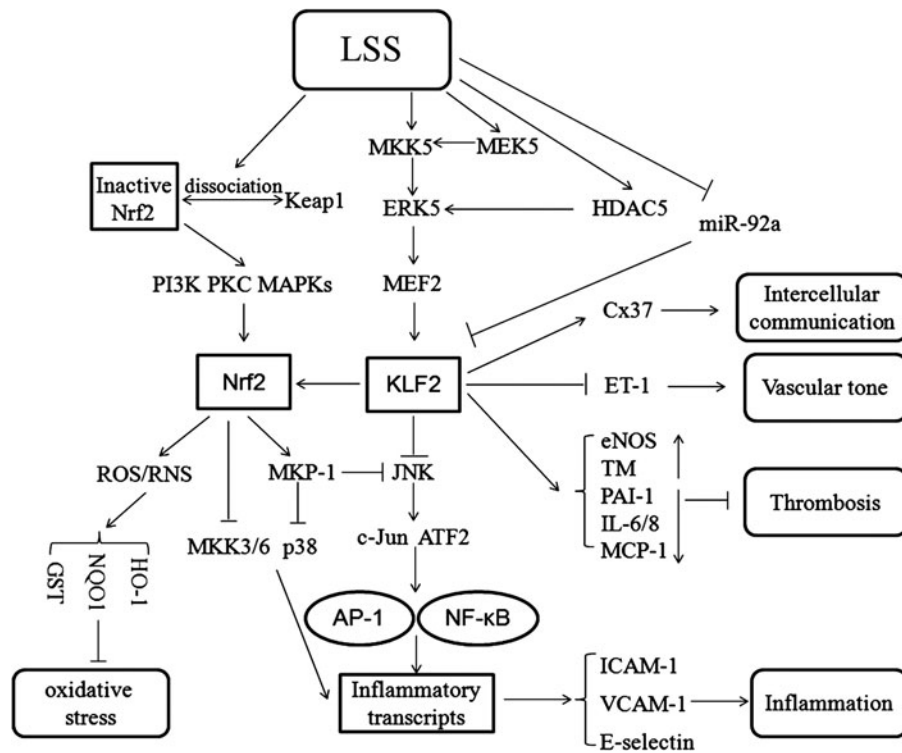 LSS
MKK5
MEK5
Inactive
Nrf2
dissociation
Keap1
ERK5
HDAC5
miR-92a
PI3K PKC MAPKs
MEF2
Cx37
Intercellular
communication
Nrf2
KLF2
ET-1
Vascular tone
eNOS
TM
PAI-1
IL-6/8
MCP-1
Thrombosis
ROS/RNS
MKP-1
JNK
GST
NQO1
HO-1
MKK3/6
p38
c-Jun ATF2
AP-1
NF-κB
oxidative
stress
Inflammatory
transcripts
ICAM-1
VCAM-1
E-selectin
Inflammation